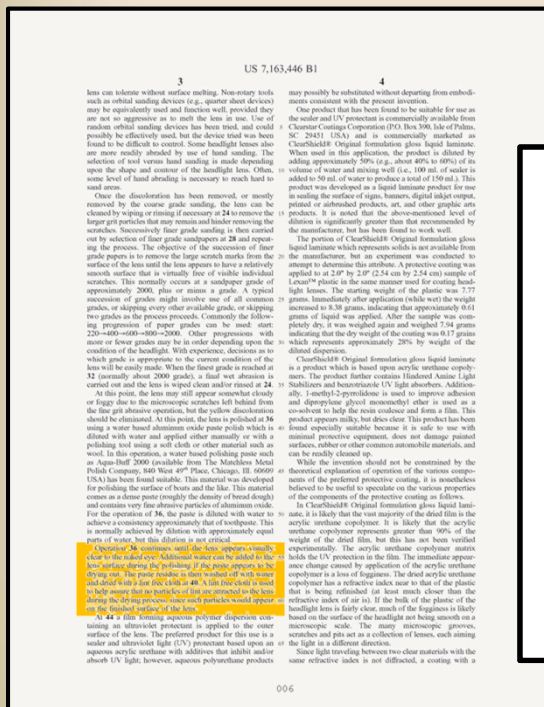 US 7,163,446 B1
3
lens can tolerate without surface melting. Non-rotary tools
such as orbital sanding devices (e.g., quarter sheet devices)
may be equivalently used and function well, provided they
are not so aggressive as to melt the lens in use. Use of
random orbital sanding devices has been tried, and could
possibly be effectively used, but the device tried was been
found to be difficult to control. Some headlight lenses also
are more readily abraded by use of hand sanding. The
selection of tool versus hand sanding is made depending
upon the shape and contour of the headlight lens. Often,
some level of hand abrading is necessary to reach hard to
sand areas.
Once the discoloration has been removed, or mostly
removed by the coarse grade sanding, the lens can be
cleaned by wiping or rinsing if necessary at 24 to remove the
larger grit particles that may remain and hinder removing the
scratches. Successively finer grade sanding is then carried
out by selection of finer grade sandpapers at 28 and repeat-
ing the process. The objective of the succession of finer
grade papers is to remove the large scratch marks from the
surface of the lens until the lens appears to have a relatively
smooth surface that is virtually free of visible individual
scratches. This normally occurs at a sandpaper grade of
approximately 2000, plus or minus a grade. A typical
succession of grades might involve use of all common
grades, or skipping every other available grade, or skipping
two grades as the process proceeds. Commonly the follow-
ing progression of paper grades can be used: start:
220→400→600→800→2000. Other progressions with
more or fewer grades may be in order depending upon the
condition of the headlight. With experience, decisions as to
which grade is appropriate to the current condition of the
lens will be easily made. When the finest grade is reached at
32 (normally about 2000 grade), a final wet abrasion is
carried out and the lens is wiped clean and/or rinsed at 24.
At this point, the lens may still appear somewhat cloudy
or foggy due to the microscopic scratches left behind from
the fine grit abrasive operation, but the yellow discoloration
should be eliminated. At this point, the lens is polished at 36
using a water based aluminum oxide paste polish which is
diluted with water and applied either manually or with a
polishing tool using a soft cloth or other material such as
wool. In this operation, a water based polishing paste such
as Aqua-Buff 2000 (available from The Matchless Metal
Polish Company, 840 West 49th Place, Chicago, Ill. 60609
USA) has been found suitable. This material was developed
for polishing the surface of boats and the like. This material
comes as a dense paste (roughly the density of bread dough)
and contains very fine abrasive particles of aluminum oxide.
For the operation of 36, the paste is diluted with water to
achieve a consistency approximately that of toothpaste. This
is normally achieved by dilution with approximately equal
parts of water, but this dilution is not critical.
Operation 36 continues until the lens appears visually
clear to the naked eye. Additional water can be added to the
lens surface during the polishing if the paste appears to be
drying out. The paste residue is then washed off with water
and dried with a lint free cloth at 40. A lint free cloth is used
to help assure that no particles of lint are attracted to the lens
during the drying process, since such particles would appear
on the finished surface of the lens.
At 44 a film forming aqueous polymer dispersion con-
taining an ultraviolet protectant is applied to the outer
surface of the lens. The preferred product for this use is a
sealer and ultraviolet light (UV) protectant based upon an
aqueous acrylic urethane with additives that inhibit and/or
absorb UV light; however, aqueous polyurethane products
4
may possibly be substituted without departing from embodi-
ments consistent with the present invention.
One product that has been found to be suitable for use as
the sealer and UV protectant is commercially available from
Clearstar Coatings Corporation (P.O. Box 390, Isle of Palms,
SC 29451 USA) and is commercially marketed as
ClearShield® Original formulation gloss liquid laminate.
When used in this application, the product is diluted by
adding approximately 50% (e.g., about 40% to 60%) of its
volume of water and mixing well (i.e., 100 ml. of sealer is
added to 50 ml. of water to produce a total of 150 ml.). This
product was developed as a liquid laminate product for use
in sealing the surface of sign, banners, digital inkjet output,
printed or airbrushed products, art, and other graphic arts
products. It is noted that the above-mentioned level of
dilution is significantly greater than that recommended by
the manufacturer, but has been found to work well.
The portion of ClearShield® Original formulation gloss
liquid laminate which represents solids is not available from
the manufacturer, but an experiment was conducted to
attempt to determine this attribute. A protective coating was
applied to at 2.0" by 2.0" (2.54 cm by 2.54 cm) sample of
Lexan™ plastic in the same manner used for coating head-
light lenses. The starting weight of the plastic was 7.77
grams. Immediately after application (while wet) the weight
increased to 8.38 grams, indicating that approximately 0.61
grams of liquid was applied. After the sample was com-
pletely dry, it was weighed again and weighed 7.94 grams
indicating that the dry weight of the coating was 0.17 grams
which represents approximately 28% by weight of the
diluted dispersion.
ClearShield® Original formulation gloss liquid laminate
is a product which is based upon acrylic urethane copoly-
mers. The product further contains Hindered Amine Light
Stabilizers and benzotriazole UV light absorbers. Addition-
ally, 1-methyl-2-pyrrolidone is used to improve adhesion
and dipropylene glycol monomethyl ether is used as a
co-solvent to help the resin coalesce and form a film. This
product appears milky, but dries clear. This product has been
found especially suitable because it is safe to use with
minimal protective equipment, does not damage painted
surfaces, rubber or other common automobile materials, and
can be readily cleaned up.
While the invention should not be constrained by the
theoretical explanation of operation of the various compo-
nents of the preferred protective coating, it is nonetheless
believed to be useful to speculate on the various properties
of the components of the protective coating as follows.
In ClearShield® Original formulation gloss liquid lami-
nate, it is likely that the vast majority of the dried film is the
acrylic urethane copolymer. It is likely that the acrylic
urethane copolymer represents greater than 90% of the
weight of the dried film, but this has not been verified
experimentally. The acrylic urethane copolymer matrix
holds the UV protection in the film. The immediate appear-
ance change caused by application of the acrylic urethane
copolymer is a loss of fogginess. The dried acrylic urethane
copolymer has a refractive index near to that of the plastic
that is being refinished (at least much closer than the
refractive index of air is). If the bulk of the plastic of the
headlight lens is fairly clear, much of the fogginess is likely
based on the surface of the headlight not being smooth on a
microscopic scale. The many microscopic grooves,
scratches and pits act as a collection of lenses, each aiming
the light in a different direction.
Since light traveling between two clear materials with the
same refractive index is not diffracted, a coating with a
006